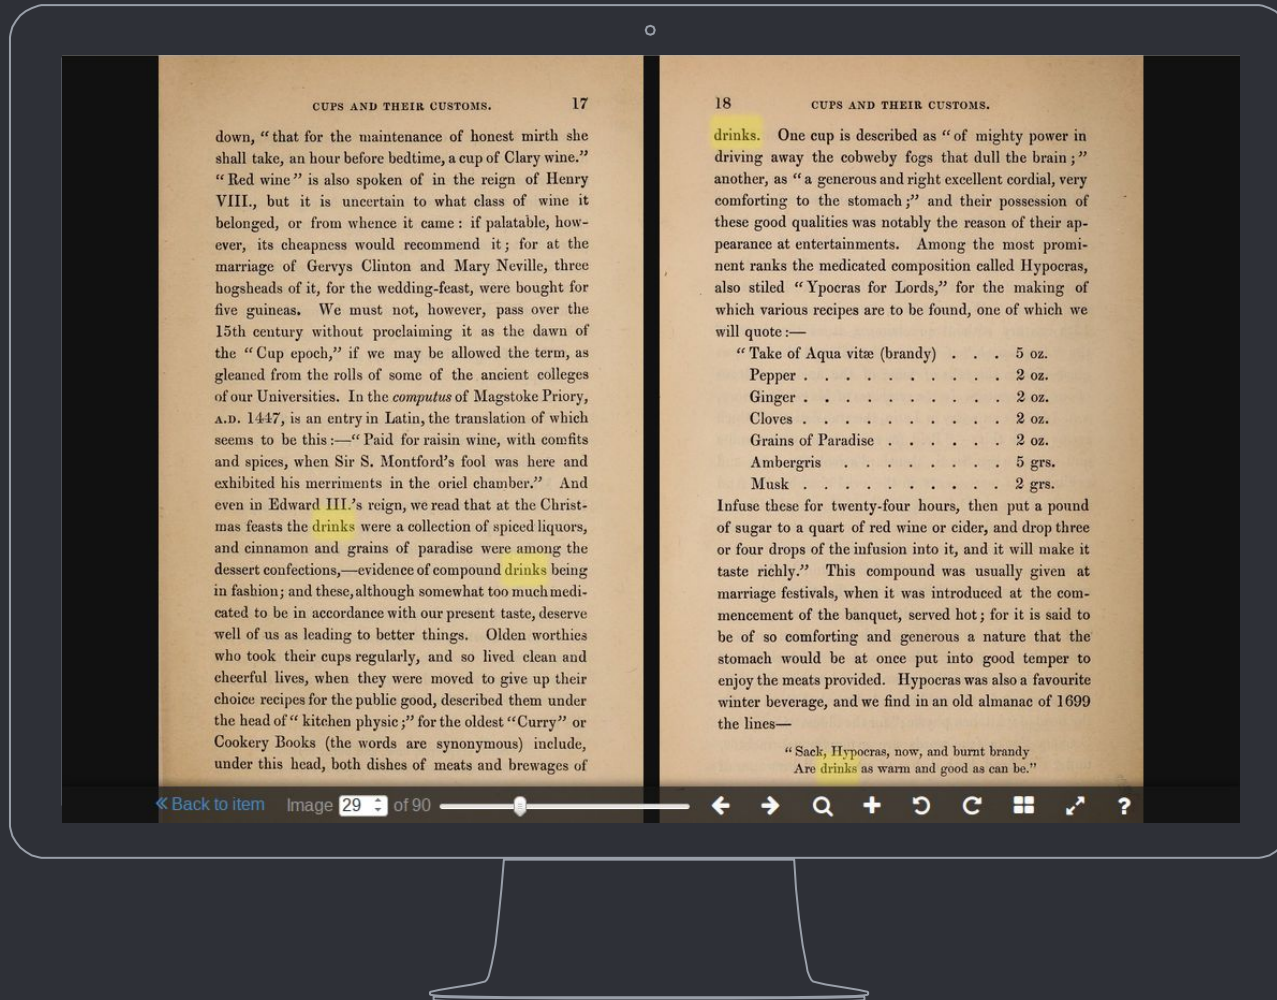 CUPS AND THEIR CUSTOMS. 17
down, “that for the maintenance of honest mirth she
shall take, an hour before bedtime, a cup of Clary wine.”
“Red wine” is also spoken of in the reign of Henry
VIII., but it is uncertain to what class of wine it
belonged, or from whence it came: if palatable, how-
ever, its cheapness would recommend it; for at the
marriage of Gervys Clinton and Mary Neville, three
hogsheads of it, for the wedding-feast, were bought for
five guineas. We must not, however, pass over the
15th century without proclaiming it as the dawn of
the “Cup epoch,” if we may be allowed the term, as
gleaned from the rolls of some of the ancient colleges
of our Universities. In the computus of Magstoke Priory,
A.D. 1447, is an entry in Latin, the translation of which
seems to be this:—“Paid for raisin wine, with comfits
and spices, when Sir S. Montford’s fool was here and
exhibited his merriments in the oriel chamber.” And
even in Edward III.’s reign, we read that at the Christ-
mas feasts the drinks were a collection of spiced liquors,
and cinnamon and grains of paradise were among the
dessert confections,—evidence of compound drinks being
in fashion; and these, although somewhat too much medi-
cated to be in accordance with our present taste, deserve
well of us as leading to better things. Olden worthies
who took their cups regularly, and so lived clean and
cheerful lives, when they were moved to give up their
choice recipes for the public good, described them under
the head of “kitchen physic;” for the oldest “Curry” or
Cookery Books (the words are synonymous) include,
under this head, both dishes of meats and brewages of
18 CUPS AND THEIR CUSTOMS.
drinks. One cup is described as “of mighty power in
driving away the cobweby fogs that dull the brain;”
another, as “a generous and right excellent cordial, very
comforting to the stomach;” and their possession of
these good qualities was notably the reason of their ap-
pearance at entertainments. Among the most promi-
nent ranks the medicated composition called Hypocras,
also stiled “Ypocras for Lords,” for the making of
which various recipes are to be found, one of which we
will quote:—
“Take of Aqua vitæ (brandy) . . . 5 oz.
Pepper . . . . . . . . . . 2 oz.
Ginger . . . . . . . . . . 2 oz.
Cloves . . . . . . . . . . 2 oz.
Grains of Paradise . . . . . . 2 oz.
Ambergris . . . . . . . . 5 grs.
Musk . . . . . . . . . . 2 grs.
Infuse these for twenty-four hours, then put a pound
of sugar to a quart of red wine or cider, and drop three
or four drops of the infusion into it, and it will make it
taste richly.” This compound was usually given at
marriage festivals, when it was introduced at the com-
mencement of the banquet, served hot; for it is said to
be of so comforting and generous a nature that the
stomach would be at once put into good temper to
enjoy the meats provided. Hypocras was also a favourite
winter beverage, and we find in an old almanac of 1699
the lines—
“Sack, Hypocras, now, and burnt brandy
Are drinks as warm and good as can be.”
« Back to item Image 29 of 90 ?